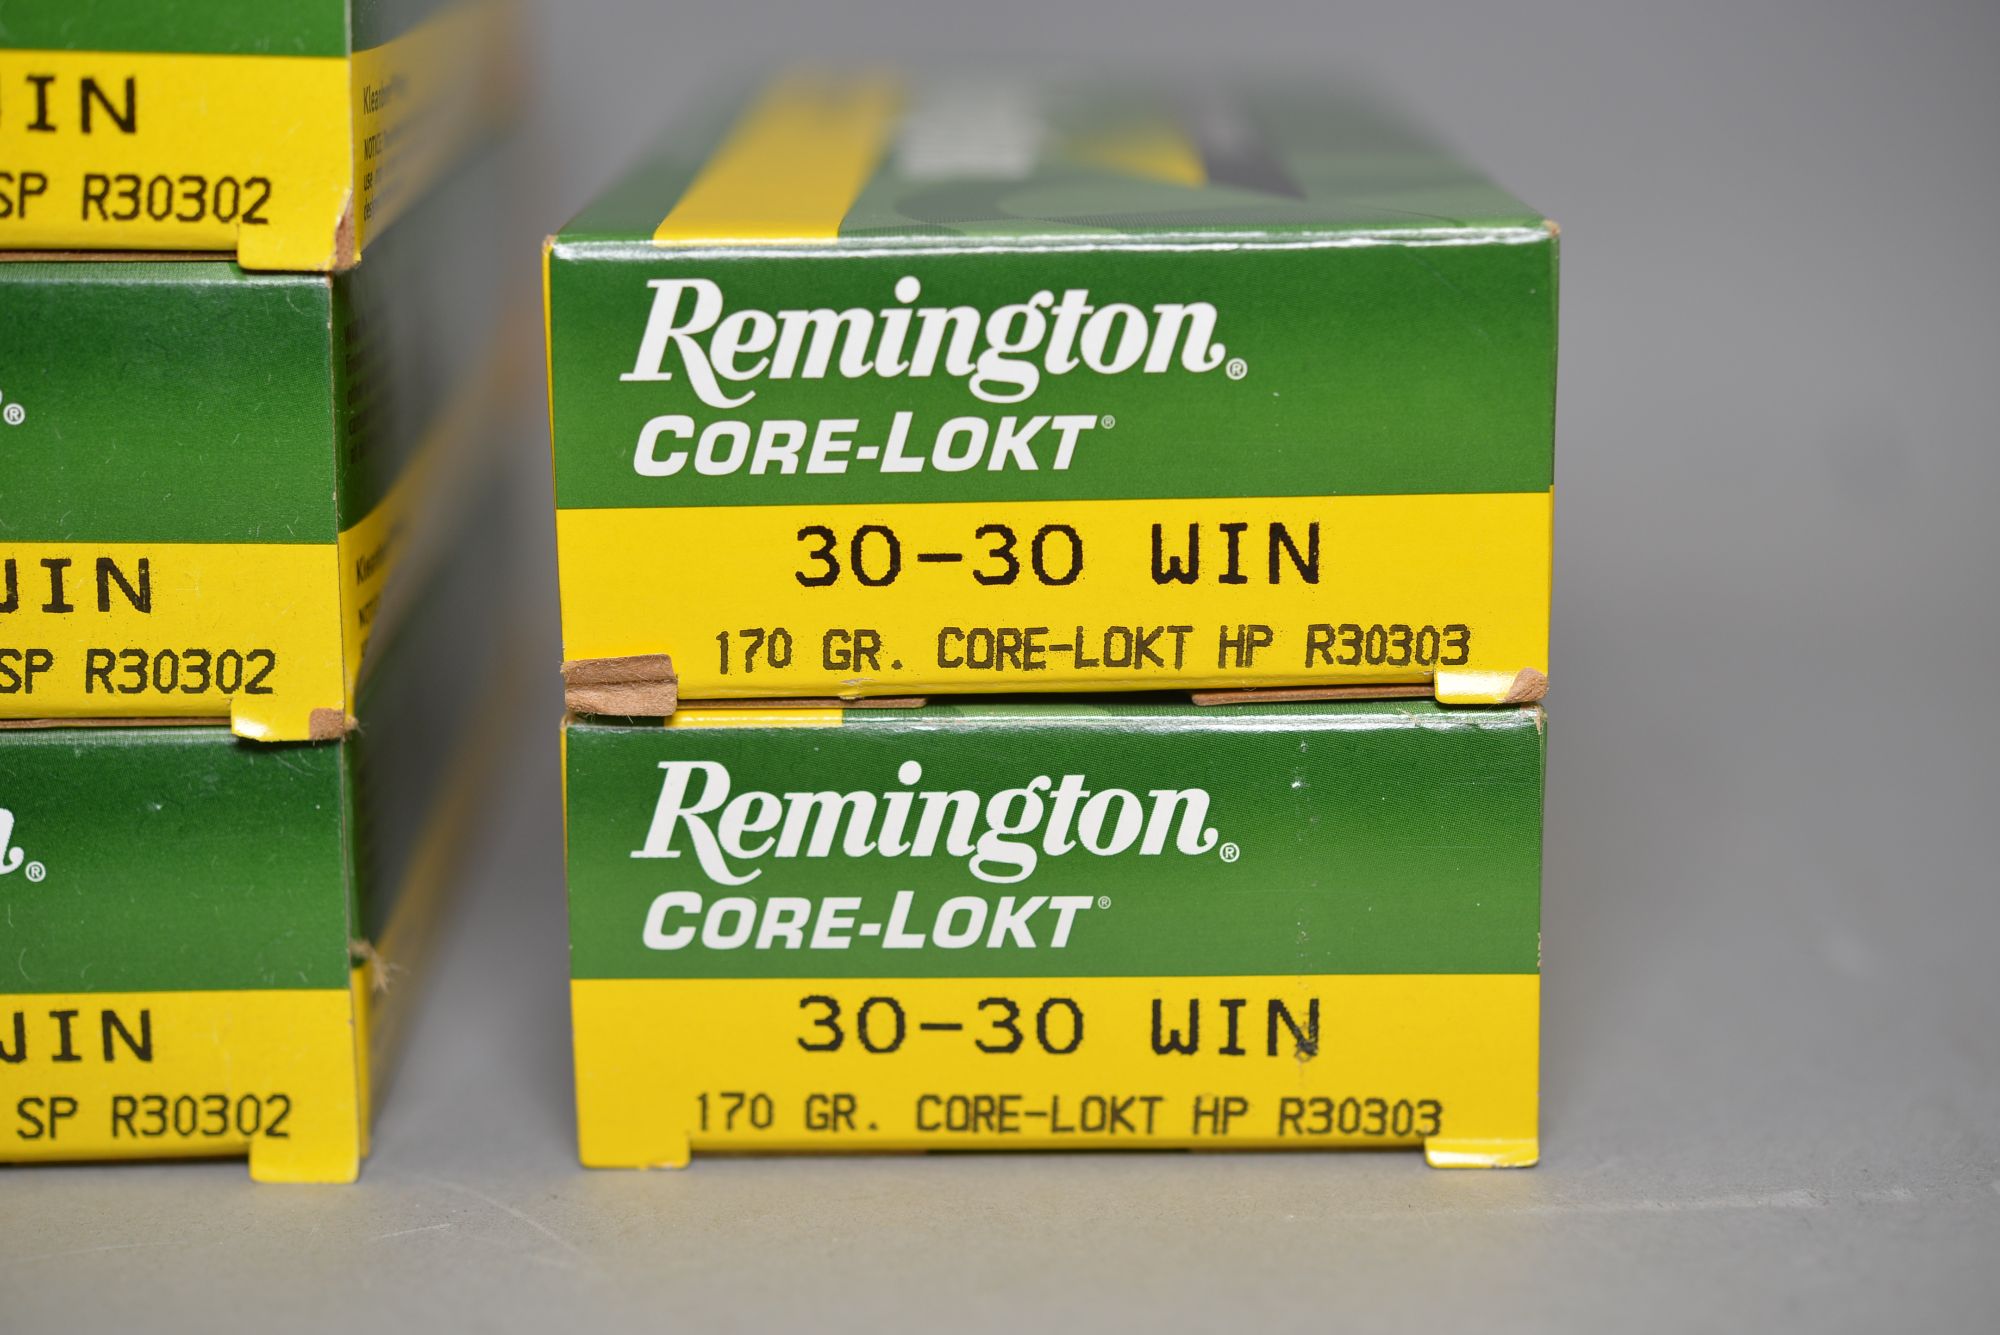 IN
SP R30302
Kleanbore
®
IN
SP R30302
®
IN
SP R30302
Remington®
CORE-LOKT®
30-30 WIN
170 GR. CORE-LOKT HP R30303
Remington®
CORE-LOKT®
30-30 WIN
170 GR. CORE-LOKT HP R30303